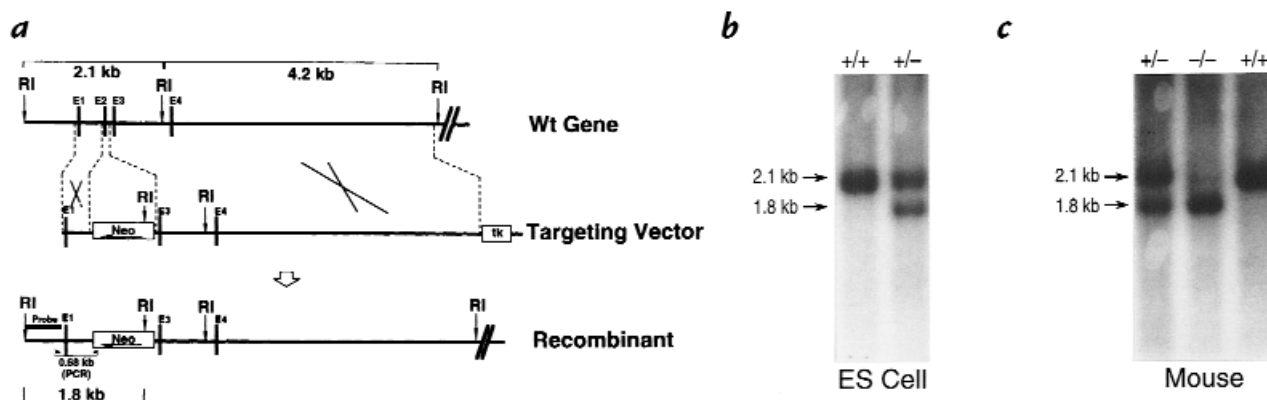 a
2.1 kb
4.2 kb
RI
RI
RI
E1
E2
E3
E4
Wt Gene
RI
E1
Neo
E3
E4
tk
Targeting Vector
RI
RI
RI
RI
Probe
E1
Neo
E3
E4
Recombinant
0.68 kb
(PCR)
1.8 kb
b
+/+ +/−
2.1 kb
1.8 kb
ES Cell
c
+/− −/− +/+
2.1 kb
1.8 kb
Mouse